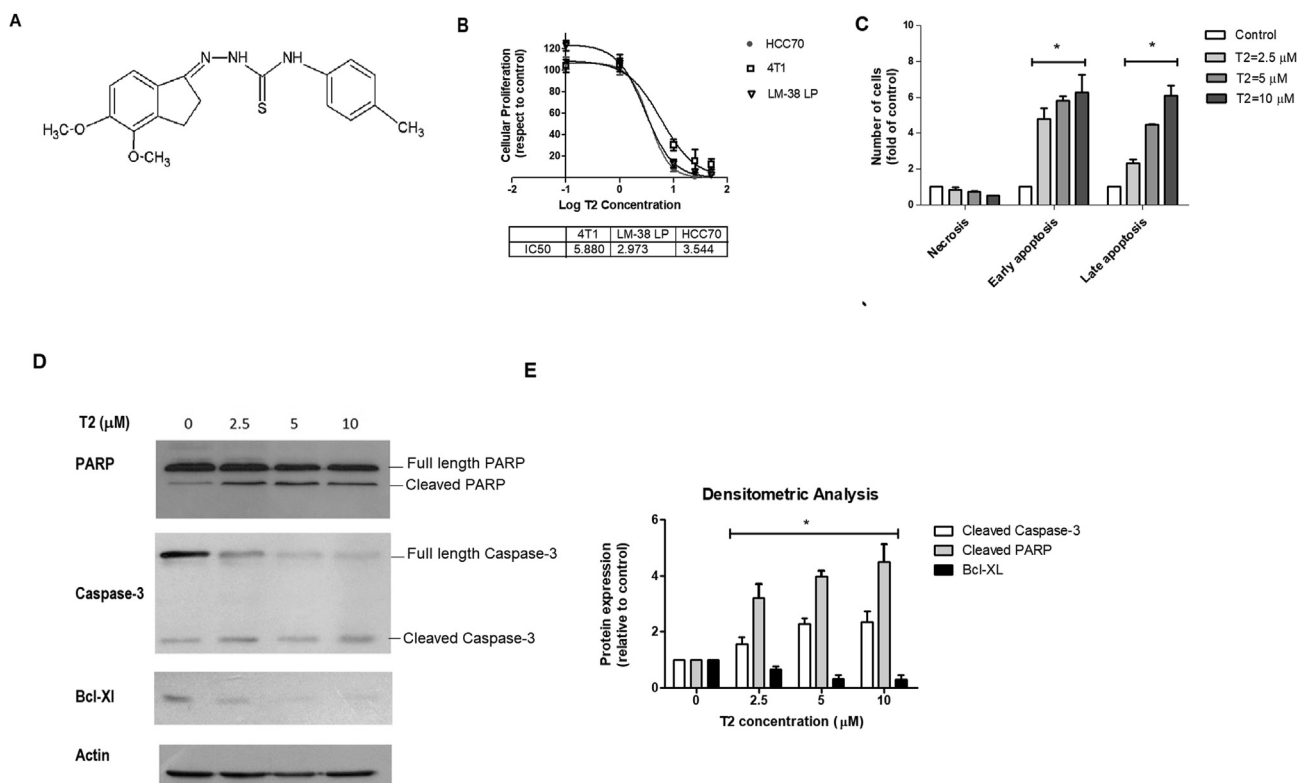 A
N
NH
NH
S
H₃C-O
O-CH₃
CH₃
B
Cellular Proliferation
(respect to control)
120
100
80
60
40
20
-2
-1
0
1
2
Log T2 Concentration
HCC70
4T1
LM-38 LP
4T1 LM-38 LP HCC70
IC50 5.880 2.973 3.544
C
Number of cells
(fold of control)
10
8
6
4
2
0
*
*
Necrosis
Early apoptosis
Late apoptosis
Control
T2=2.5 µM
T2=5 µM
T2=10 µM
D
T2 (µM) 0 2.5 5 10
PARP
Full length PARP
Cleaved PARP
Caspase-3
Full length Caspase-3
Cleaved Caspase-3
Bcl-Xl
Actin
E
Densitometric Analysis
Protein expression
(relative to control)
6
4
2
0
*
0 2.5 5 10
T2 concentration (µM)
Cleaved Caspase-3
Cleaved PARP
Bcl-XL